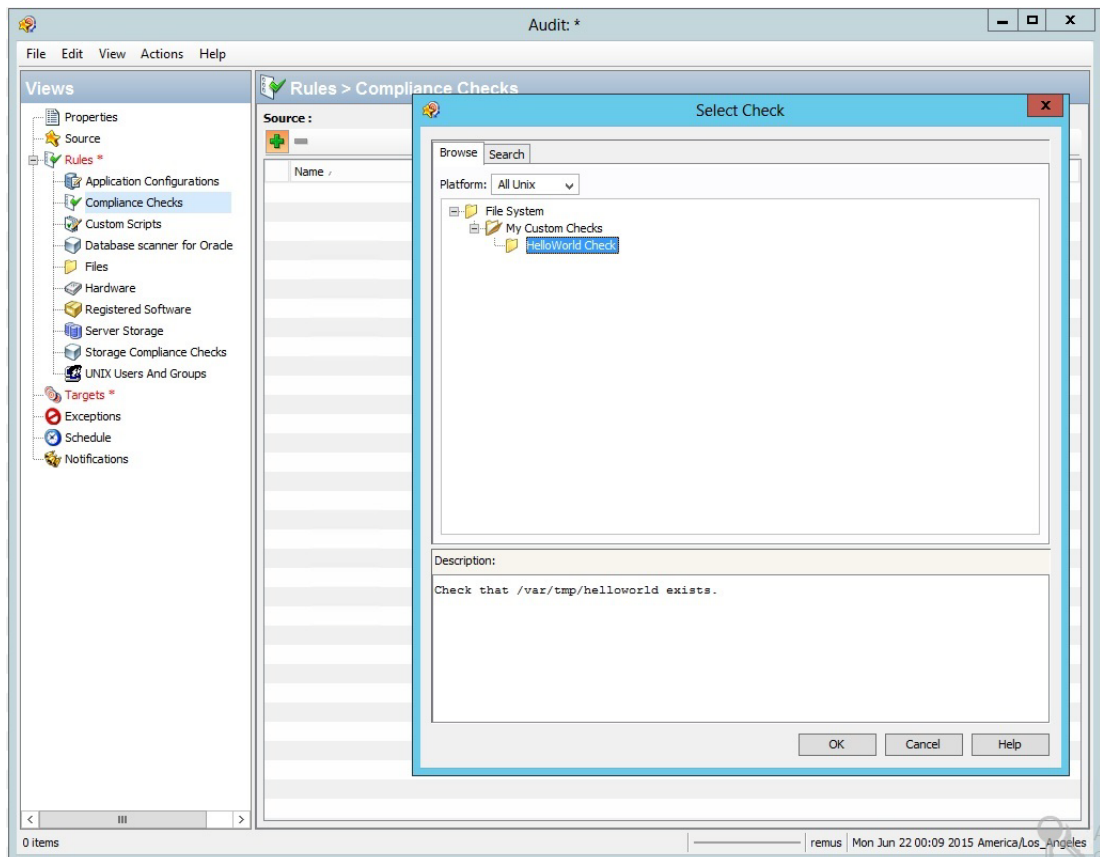 Audit: *
File Edit View Actions Help
Views
Properties
Source
Rules *
Application Configurations
Compliance Checks
Custom Scripts
Database scanner for Oracle
Files
Hardware
Registered Software
Server Storage
Storage Compliance Checks
UNIX Users And Groups
Targets *
Exceptions
Schedule
Notifications
Rules > Compliance Checks
Source :
Name
Select Check
Browse Search
Platform: All Unix
File System
My Custom Checks
HelloWorld Check
Description:
Check that /var/tmp/helloworld exists.
OK Cancel Help
0 items
remus Mon Jun 22 00:09 2015 America/Los_Angeles